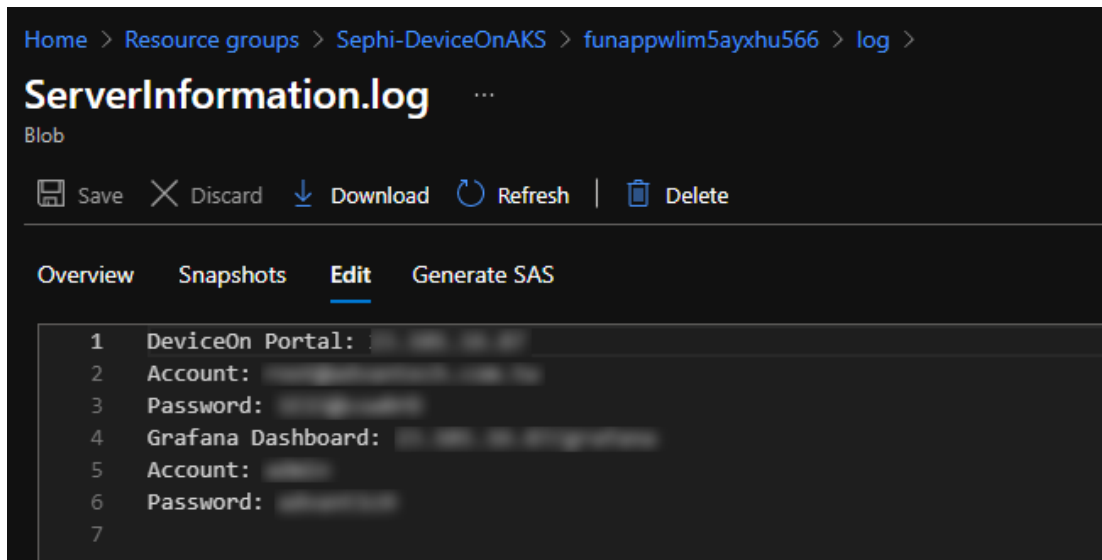 Home > Resource groups > Sephi-DeviceOnAKS > funappwlim5ayxhu566 > log >
ServerInformation.log ...
Blob
Save Discard Download Refresh | Delete
Overview Snapshots Edit Generate SAS
1 DeviceOn Portal:
2 Account:
3 Password:
4 Grafana Dashboard:
5 Account:
6 Password:
7